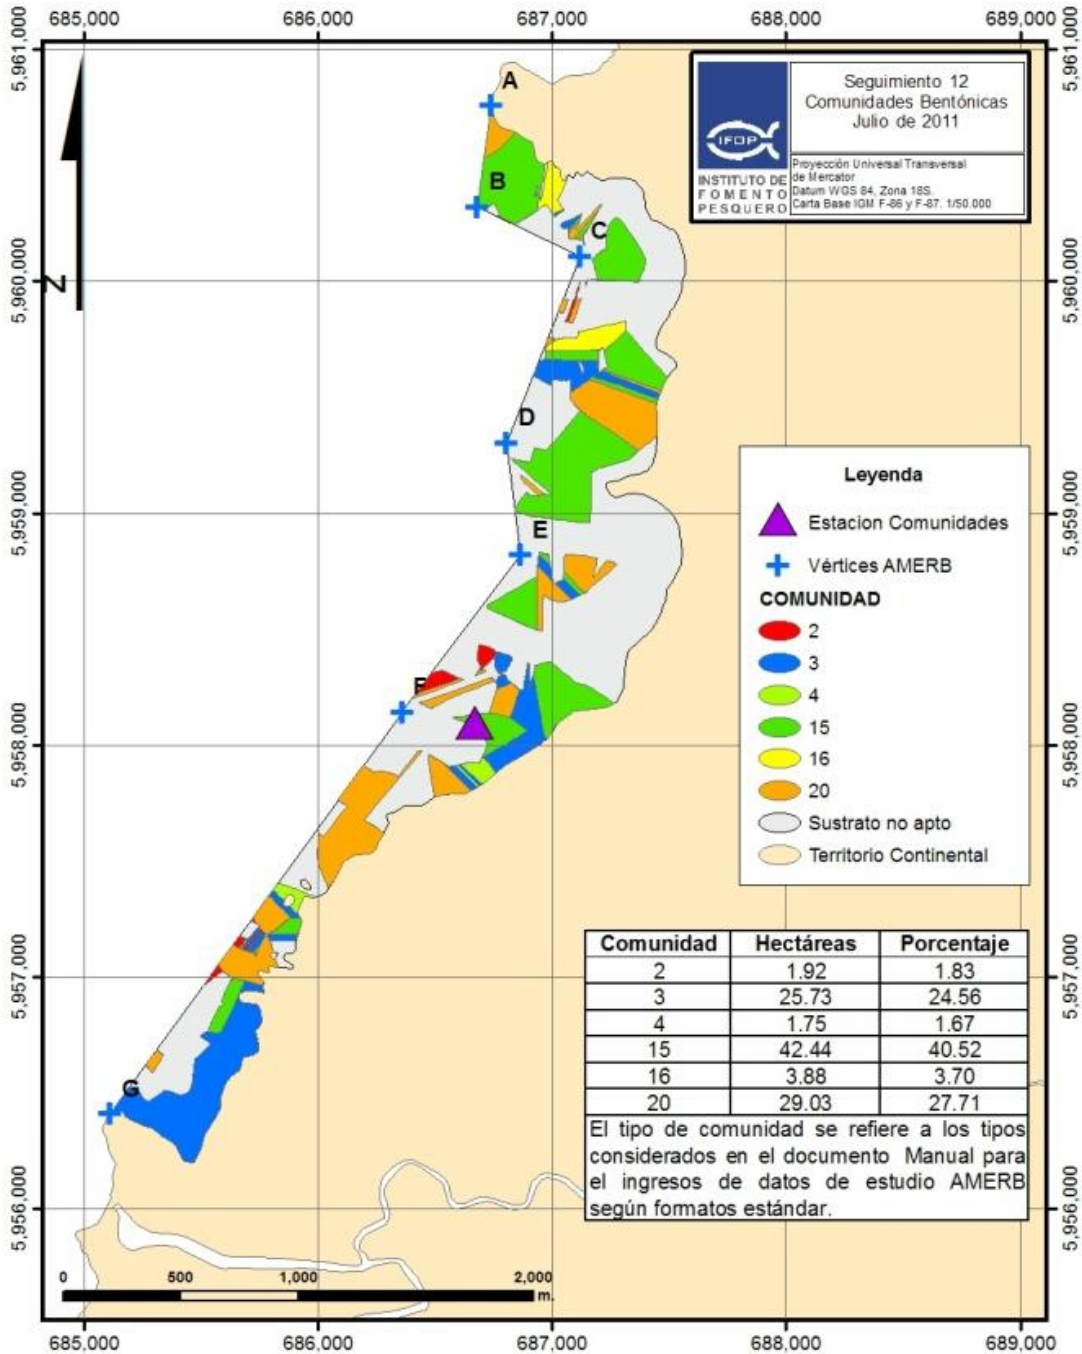 685,000 686,000 687,000 688,000 689,000
5,961,000 5,961,000
5,960,000 5,960,000
5,959,000 5,959,000
5,958,000 5,958,000
5,957,000 5,957,000
5,956,000 5,956,000
N
A
B
C
D
E
F
G
IFOP
INSTITUTO DE
FOMENTO
PESQUERO
Seguimiento 12
Comunidades Bentónicas
Julio de 2011
Proyección Universal Transversal
de Mercator
Datum WGS 84, Zona 18S.
Carta Base IGM F-86 y F-87. 1/50.000
Leyenda
Estacion Comunidades
Vértices AMERB
COMUNIDAD
2
3
4
15
16
20
Sustrato no apto
Territorio Continental
Comunidad Hectáreas Porcentaje
2 1.92 1.83
3 25.73 24.56
4 1.75 1.67
15 42.44 40.52
16 3.88 3.70
20 29.03 27.71
El tipo de comunidad se refiere a los tipos
considerados en el documento Manual para
el ingresos de datos de estudio AMERB
según formatos estándar.
0 500 1,000 2,000
m.
685,000 686,000 687,000 688,000 689,000